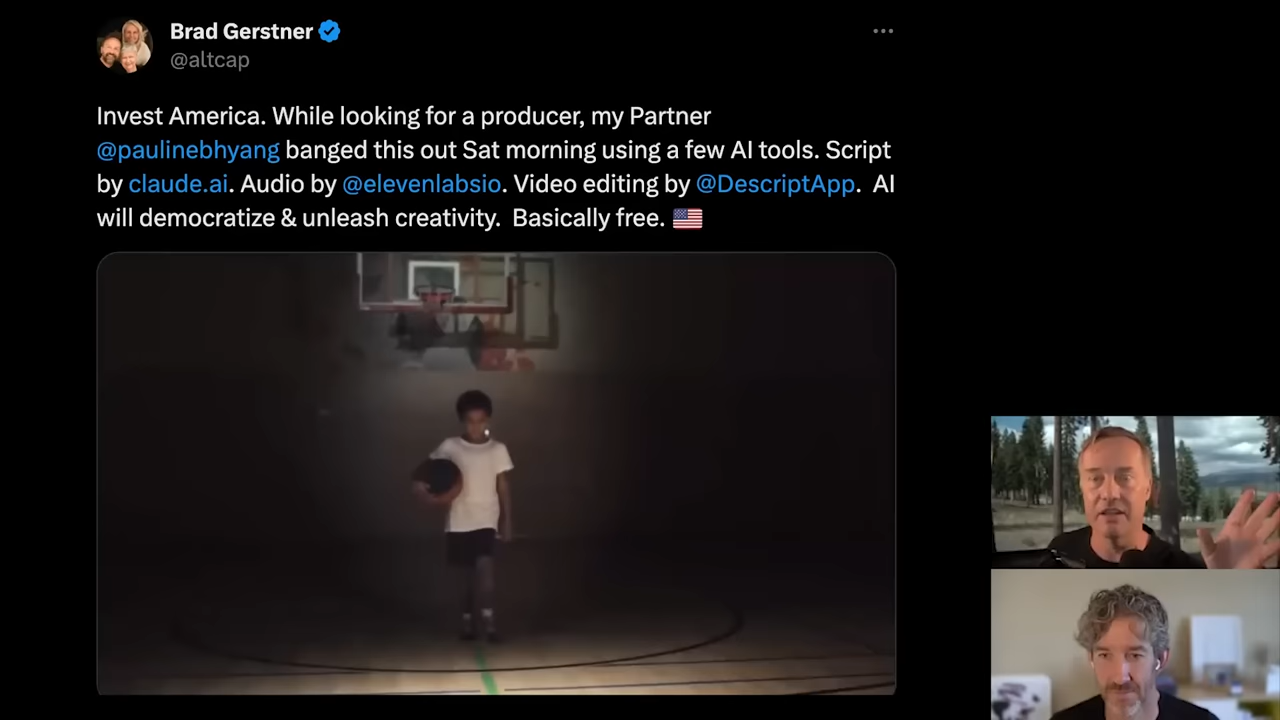 Brad Gerstner
@altcap
Invest America. While looking for a producer, my Partner
@paulinebhyang banged this out Sat morning using a few AI tools. Script
by claude.ai. Audio by @elevenlabsio. Video editing by @DescriptApp.  AI
will democratize & unleash creativity.  Basically free. 🇺🇸